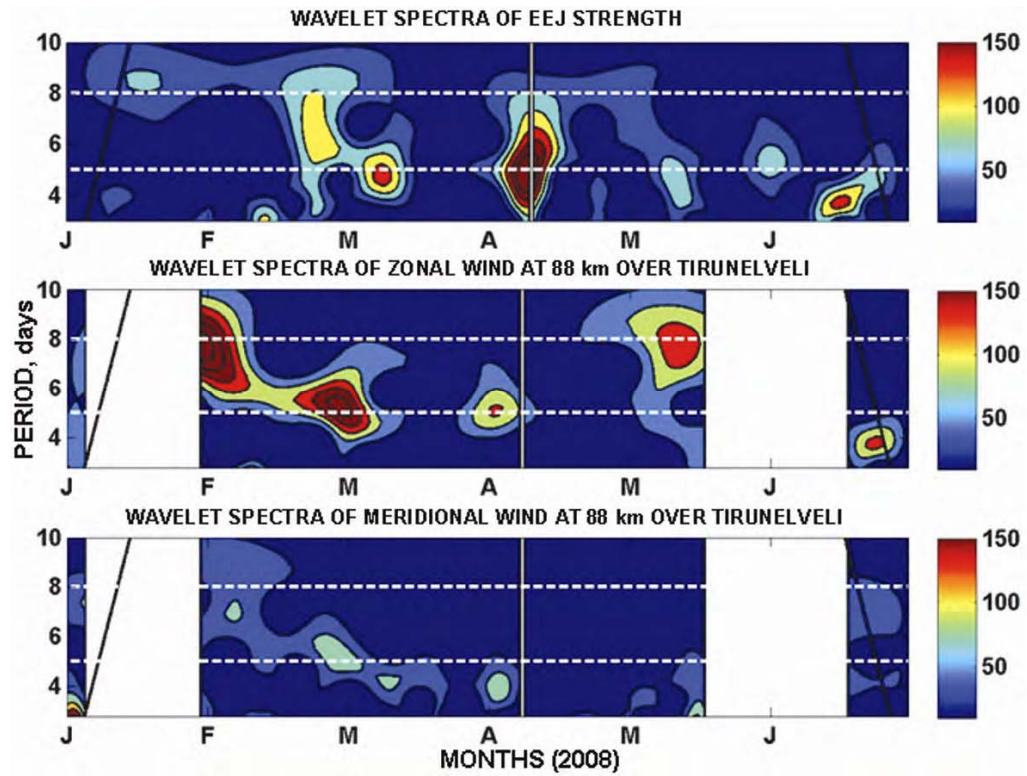 WAVELET SPECTRA OF EEJ STRENGTH
10
8
6
4
J F M A M J
150
100
50
WAVELET SPECTRA OF ZONAL WIND AT 88 km OVER TIRUNELVELI
PERIOD, days
10
8
6
4
J F M A M J
150
100
50
WAVELET SPECTRA OF MERIDIONAL WIND AT 88 km OVER TIRUNELVELI
10
8
6
4
J F M A M J
150
100
50
MONTHS (2008)